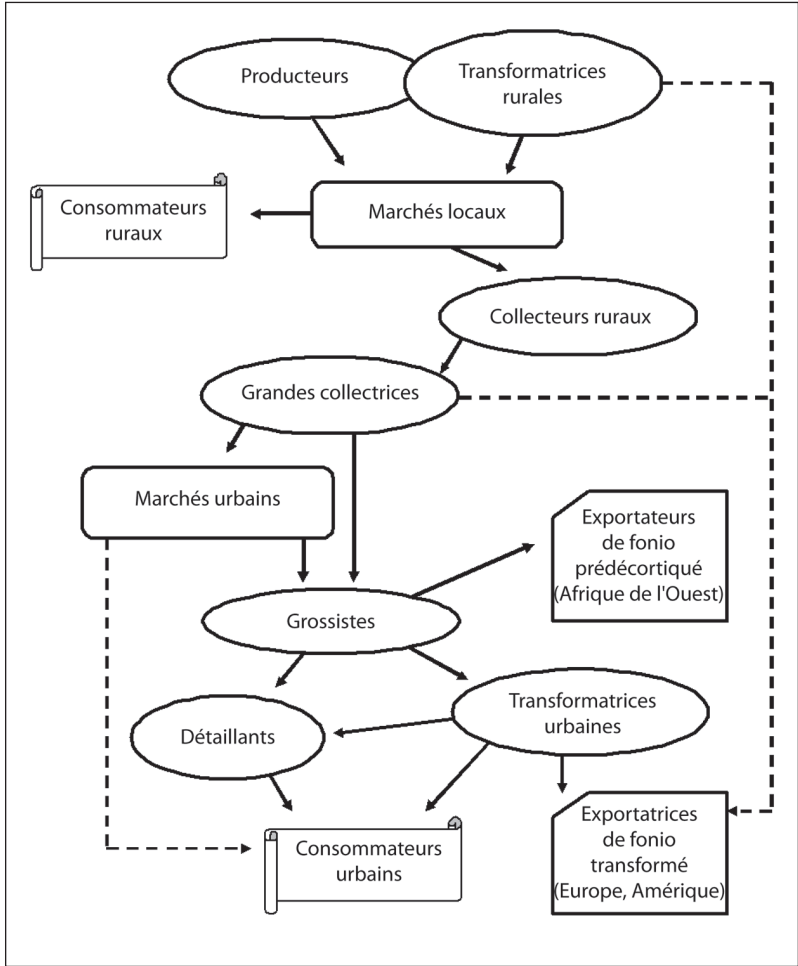 Producteurs
Transformatrices
rurales
Consommateurs
ruraux
Marchés locaux
Collecteurs ruraux
Grandes collectrices
Marchés urbains
Exportateurs
de fonio
prédécortiqué
(Afrique de l'Ouest)
Grossistes
Transformatrices
urbaines
Détaillants
Consommateurs
urbains
Exportatrices
de fonio
transformé
(Europe, Amérique)